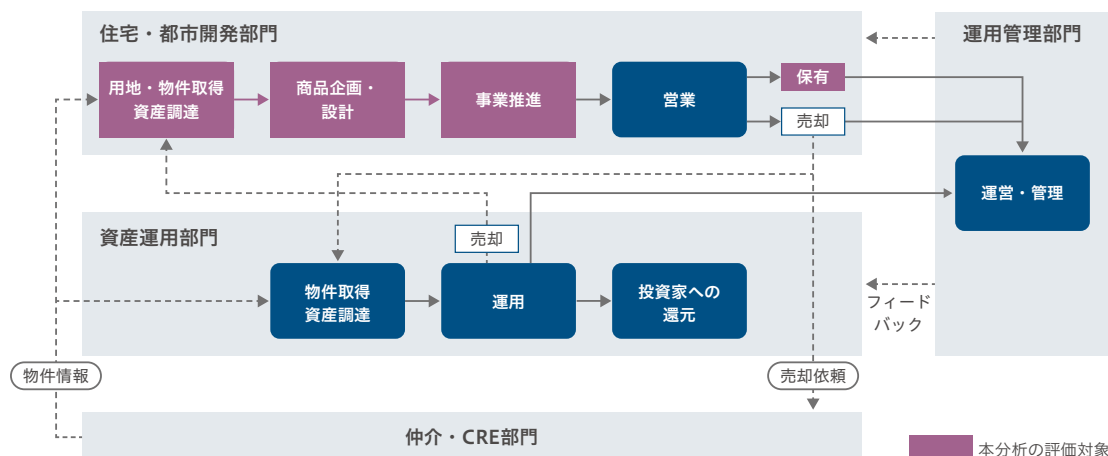 住宅・都市開発部門
運用管理部門
用地・物件取得
資産調達
商品企画・
設計
事業推進
営業
保有
売却
運営・管理
資産運用部門
売却
物件取得
資産調達
運用
投資家への
還元
フィード
バック
物件情報
売却依頼
仲介・CRE部門
本分析の評価対象